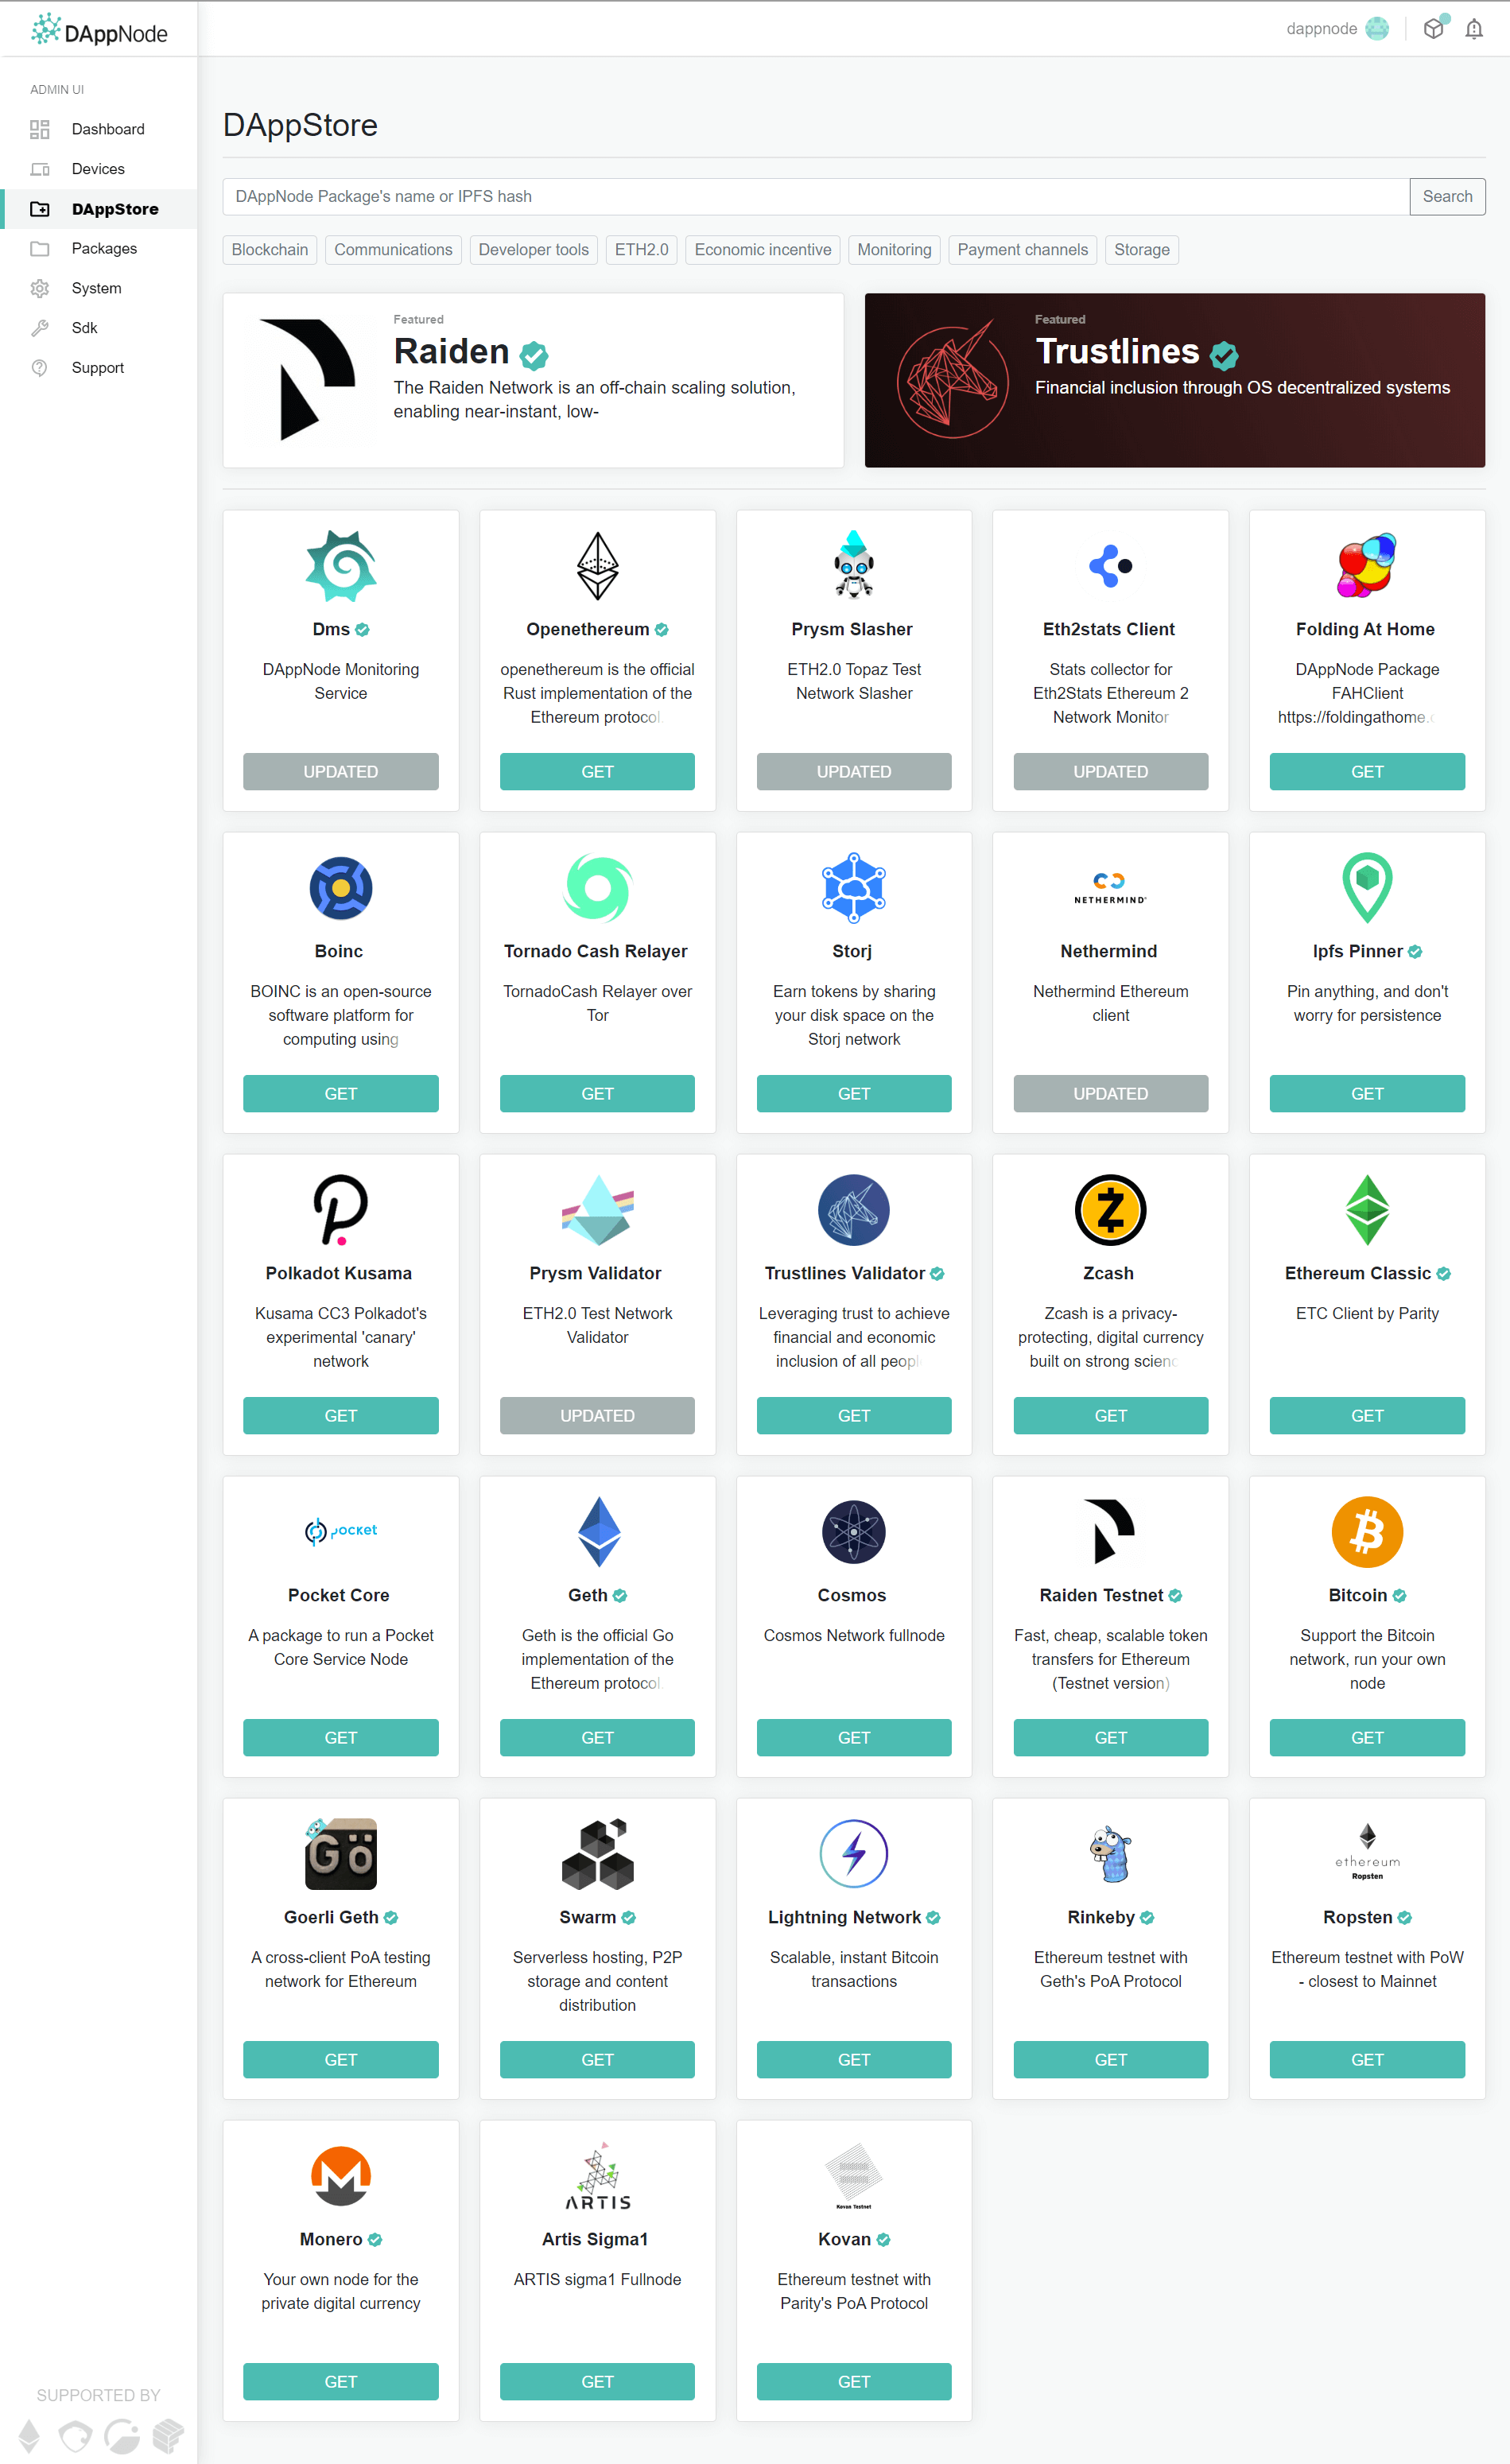 DAppNode
dappnode
ADMIN UI
Dashboard
Devices
DAppStore
Packages
System
Sdk
Support
DAppStore
DAppNode Package's name or IPFS hash
Search
Blockchain
Communications
Developer tools
ETH2.0
Economic incentive
Monitoring
Payment channels
Storage
Featured
Raiden
The Raiden Network is an off-chain scaling solution,
enabling near-instant, low-
Featured
Trustlines
Financial inclusion through OS decentralized systems
Dms
DAppNode Monitoring
Service
UPDATED
Openethereum
openethereum is the official
Rust implementation of the
Ethereum protocol.
GET
Prysm Slasher
ETH2.0 Topaz Test
Network Slasher
UPDATED
Eth2stats Client
Stats collector for
Eth2Stats Ethereum 2
Network Monitor
UPDATED
Folding At Home
DAppNode Package
FAHClient
https://foldingathome.
GET
Boinc
BOINC is an open-source
software platform for
computing using
GET
Tornado Cash Relayer
TornadoCash Relayer over
Tor
GET
Storj
Earn tokens by sharing
your disk space on the
Storj network
GET
NETHERMIND
Nethermind
Nethermind Ethereum
client
UPDATED
Ipfs Pinner
Pin anything, and don't
worry for persistence
GET
Polkadot Kusama
Kusama CC3 Polkadot's
experimental 'canary'
network
GET
Prysm Validator
ETH2.0 Test Network
Validator
UPDATED
Trustlines Validator
Leveraging trust to achieve
financial and economic
inclusion of all people
GET
Zcash
Zcash is a privacy-
protecting, digital currency
built on strong scienc
GET
Ethereum Classic
ETC Client by Parity
GET
pocket
Pocket Core
A package to run a Pocket
Core Service Node
GET
Geth
Geth is the official Go
implementation of the
Ethereum protocol.
GET
Cosmos
Cosmos Network fullnode
GET
Raiden Testnet
Fast, cheap, scalable token
transfers for Ethereum
(Testnet version)
GET
Bitcoin
Support the Bitcoin
network, run your own
node
GET
Gö
Goerli Geth
A cross-client PoA testing
network for Ethereum
GET
Swarm
Serverless hosting, P2P
storage and content
distribution
GET
Lightning Network
Scalable, instant Bitcoin
transactions
GET
Rinkeby
Ethereum testnet with
Geth's PoA Protocol
GET
ethereum
Ropsten
Ropsten
Ethereum testnet with PoW
- closest to Mainnet
GET
Monero
Your own node for the
private digital currency
GET
ARTIS
Artis Sigma1
ARTIS sigma1 Fullnode
GET
Kovan Testnet
Kovan
Ethereum testnet with
Parity's PoA Protocol
GET
SUPPORTED BY